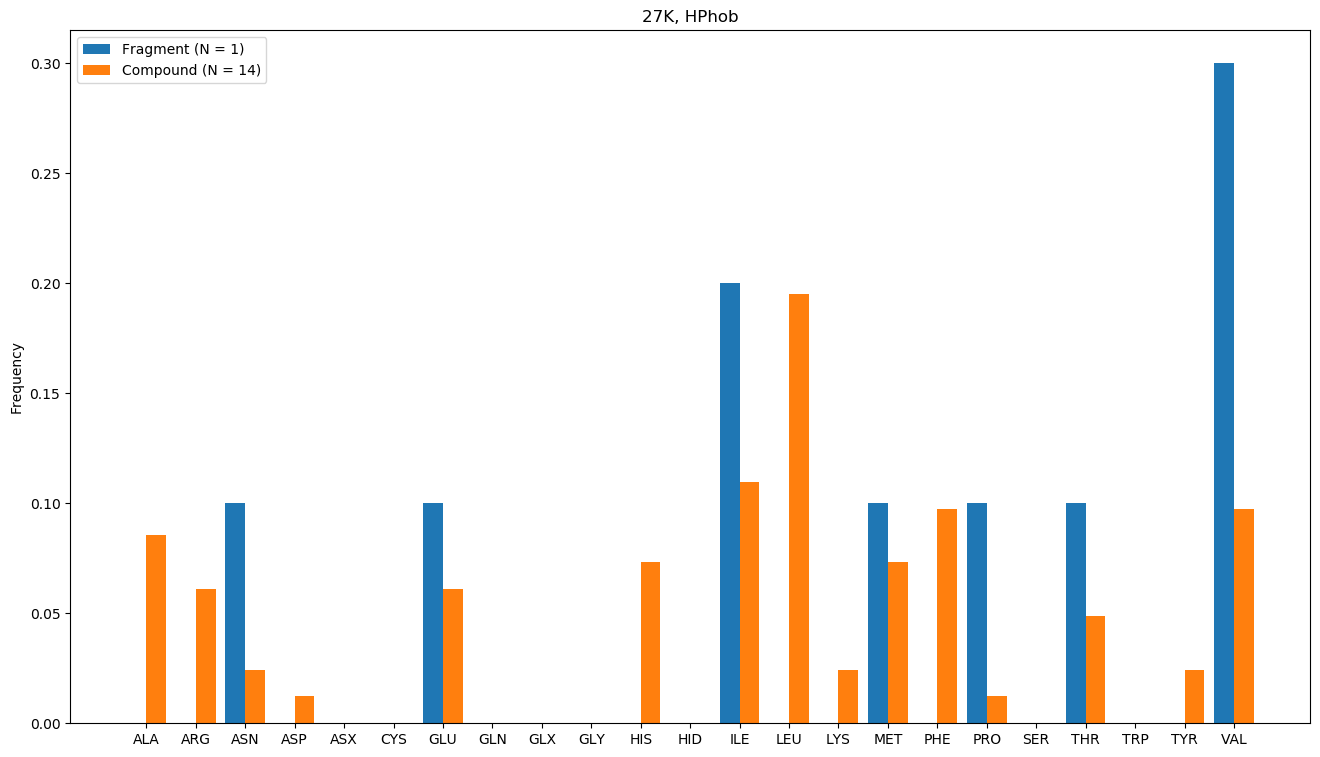 27K, HPhob
Fragment (N = 1)
Compound (N = 14)
Frequency
0.30
0.25
0.20
0.15
0.10
0.05
0.00
ALA ARG ASN ASP ASX CYS GLU GLN GLX GLY HIS HID ILE LEU LYS MET PHE PRO SER THR TRP TYR VAL